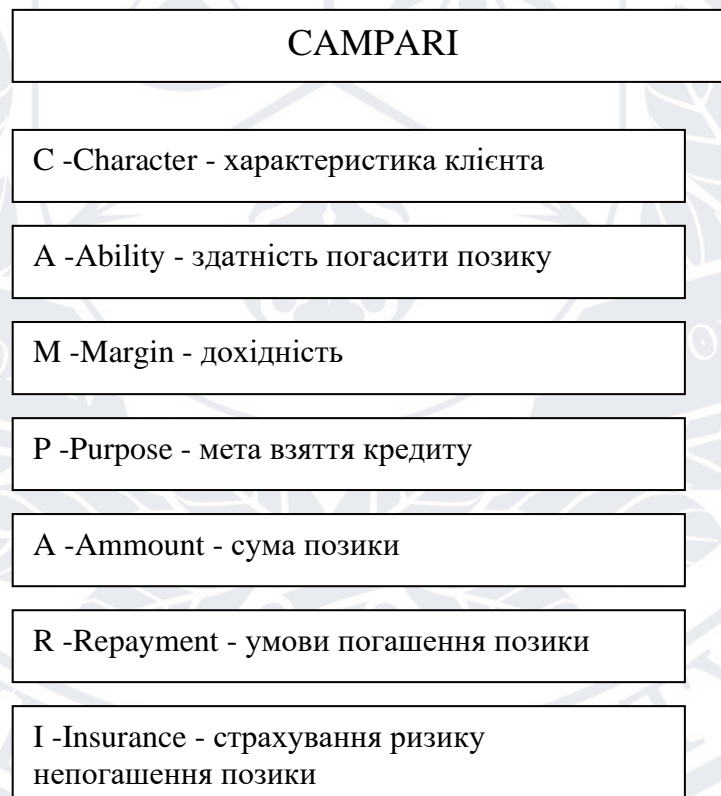 CAMPARI
C -Character - характеристика клієнта
A -Ability - здатність погасити позику
M -Margin - дохідність
P -Purpose - мета взяття кредиту
A -Ammount - сума позики
R -Repayment - умови погашення позики
I -Insurance - страхування ризику
непогашення позики